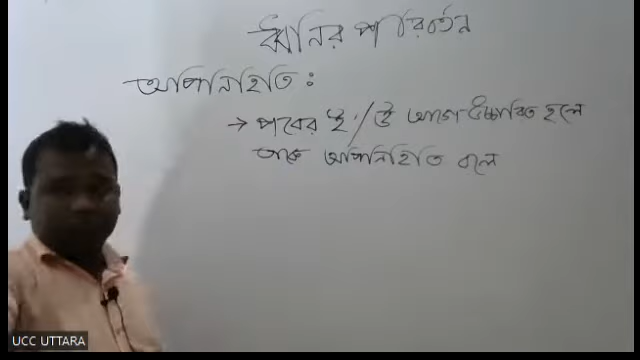 ধ্বনির পরিবর্তন
অপিনিহিতি :
→ পরের ই / উ আগে উচ্চারিত হলে
তাকে অপিনিহিতি বলে
UCC UTTARA